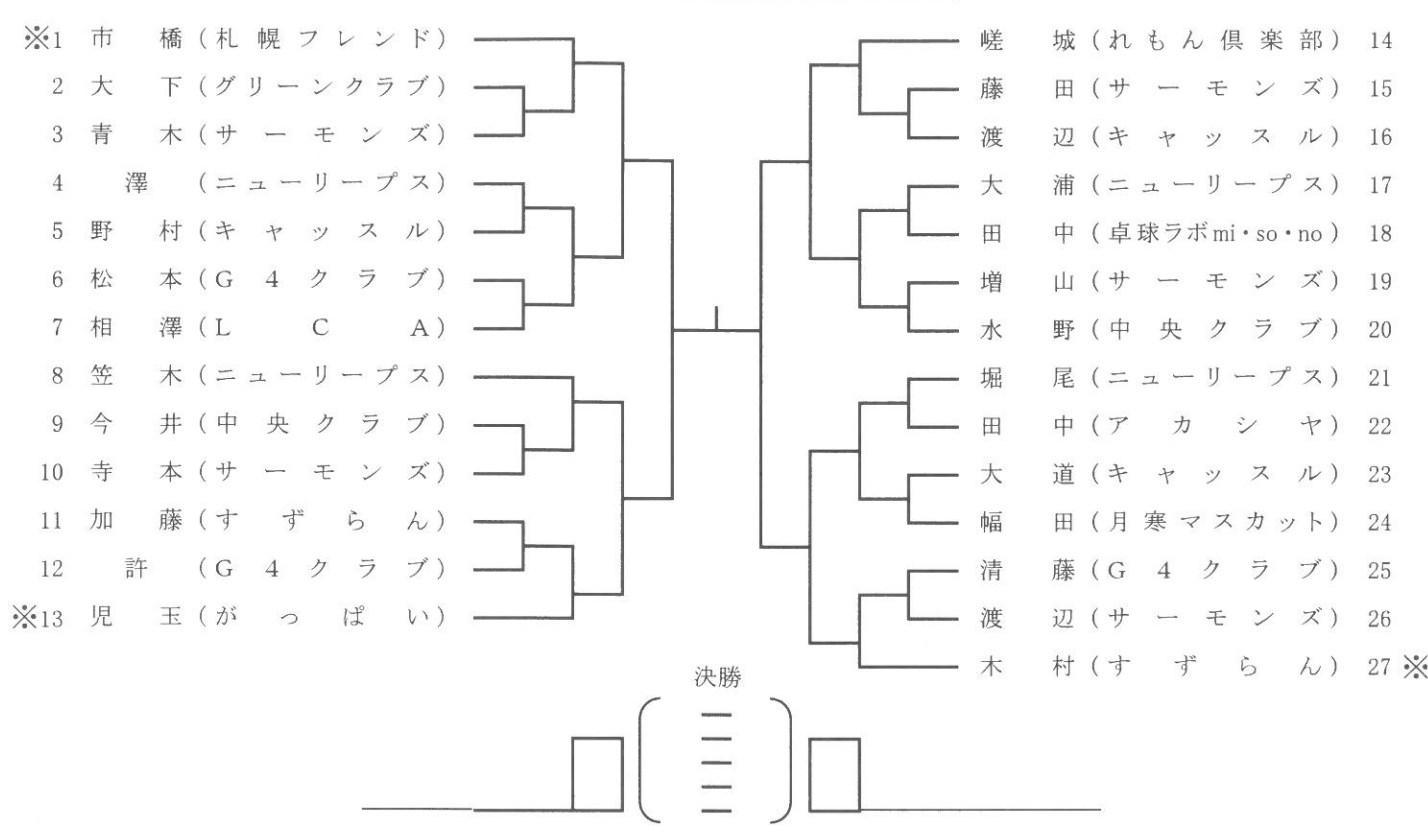 ※1 市橋(札幌フレンド)
2 大下(グリーンクラブ)
3 青木(サーモンズ)
4 澤(ニューリープス)
5 野村(キャッスル)
6 松本(G4クラブ)
7 相澤(LCA)
8 笠木(ニューリープス)
9 今井(中央クラブ)
10 寺本(サーモンズ)
11 加藤(すずらん)
12 許(G4クラブ)
※13 児玉(がっぱい)
嵯城(れもん倶楽部) 14
藤田(サーモンズ) 15
渡辺(キャッスル) 16
大浦(ニューリープス) 17
田中(卓球ラボmi・so・no) 18
増山(サーモンズ) 19
水野(中央クラブ) 20
堀尾(ニューリープス) 21
田中(アカシヤ) 22
大道(キャッスル) 23
幅田(月寒マスカット) 24
清藤(G4クラブ) 25
渡辺(サーモンズ) 26
木村(すずらん) 27 ※
決勝